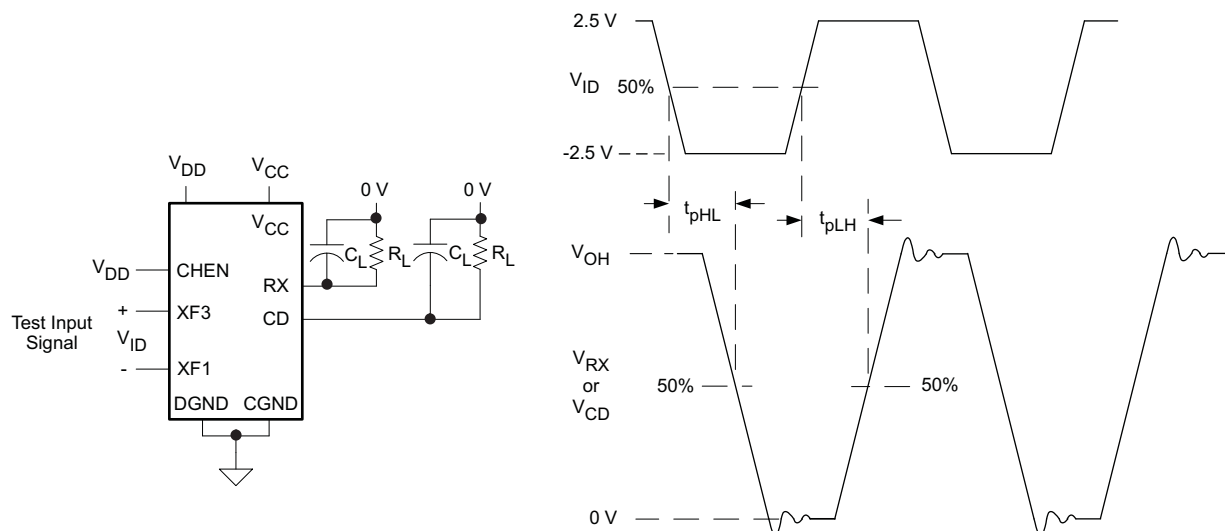 V_DD
V_CC
0 V
0 V
V_CC
C_L
R_L
C_L
R_L
V_DD
CHEN
RX
+
XF3
CD
Test Input
Signal
V_ID
-
XF1
DGND
CGND
2.5 V
V_ID
50%
-2.5 V
t_pHL
t_pLH
V_OH
V_RX
or
V_CD
50%
50%
0 V